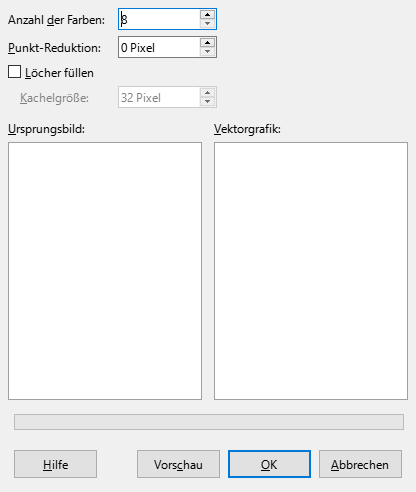 Anzahl der Farben: 8
Punkt-Reduktion: 0 Pixel
Löcher füllen
Kachelgröße: 32 Pixel
Ursprungsbild: Vektorgrafik:
Hilfe Vorschau OK Abbrechen